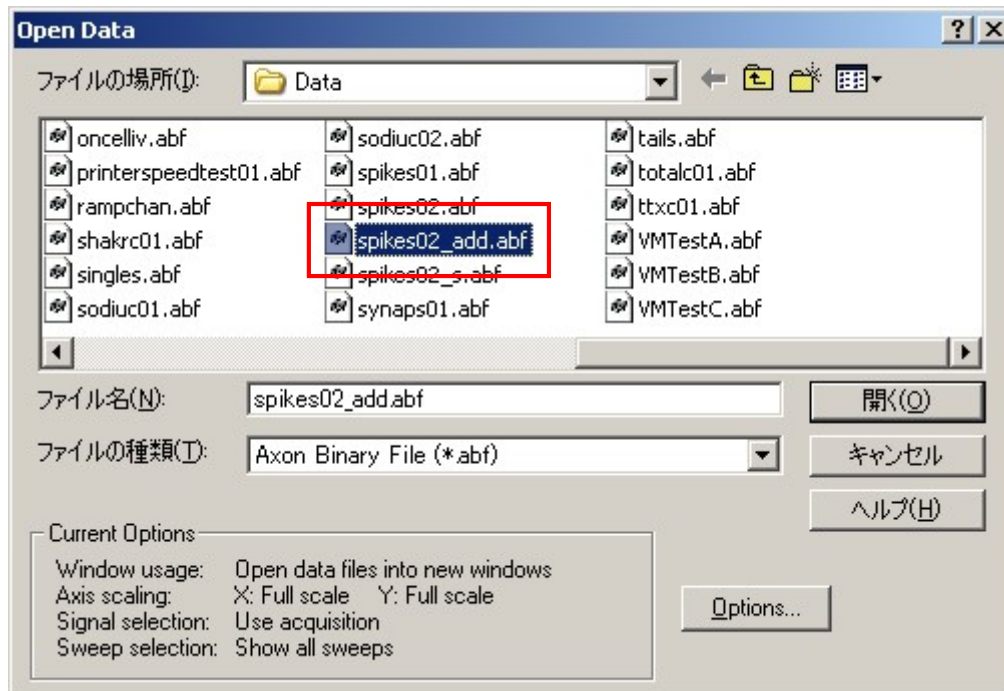 Open Data
ファイルの場所(I):
Data
oncelliv.abf
printerspeedtest01.abf
rampchan.abf
shakrc01.abf
singles.abf
sodiuc01.abf
sodiuc02.abf
spikes01.abf
spikes02.abf
spikes02_add.abf
spikes02_s.abf
synaps01.abf
tails.abf
totalc01.abf
ttxc01.abf
VMTestA.abf
VMTestB.abf
VMTestC.abf
ファイル名(N):
spikes02_add.abf
開く(O)
ファイルの種類(T):
Axon Binary File (*.abf)
キャンセル
ヘルプ(H)
Current Options
Window usage: Open data files into new windows
Axis scaling: X: Full scale Y: Full scale
Signal selection: Use acquisition
Sweep selection: Show all sweeps
Options...